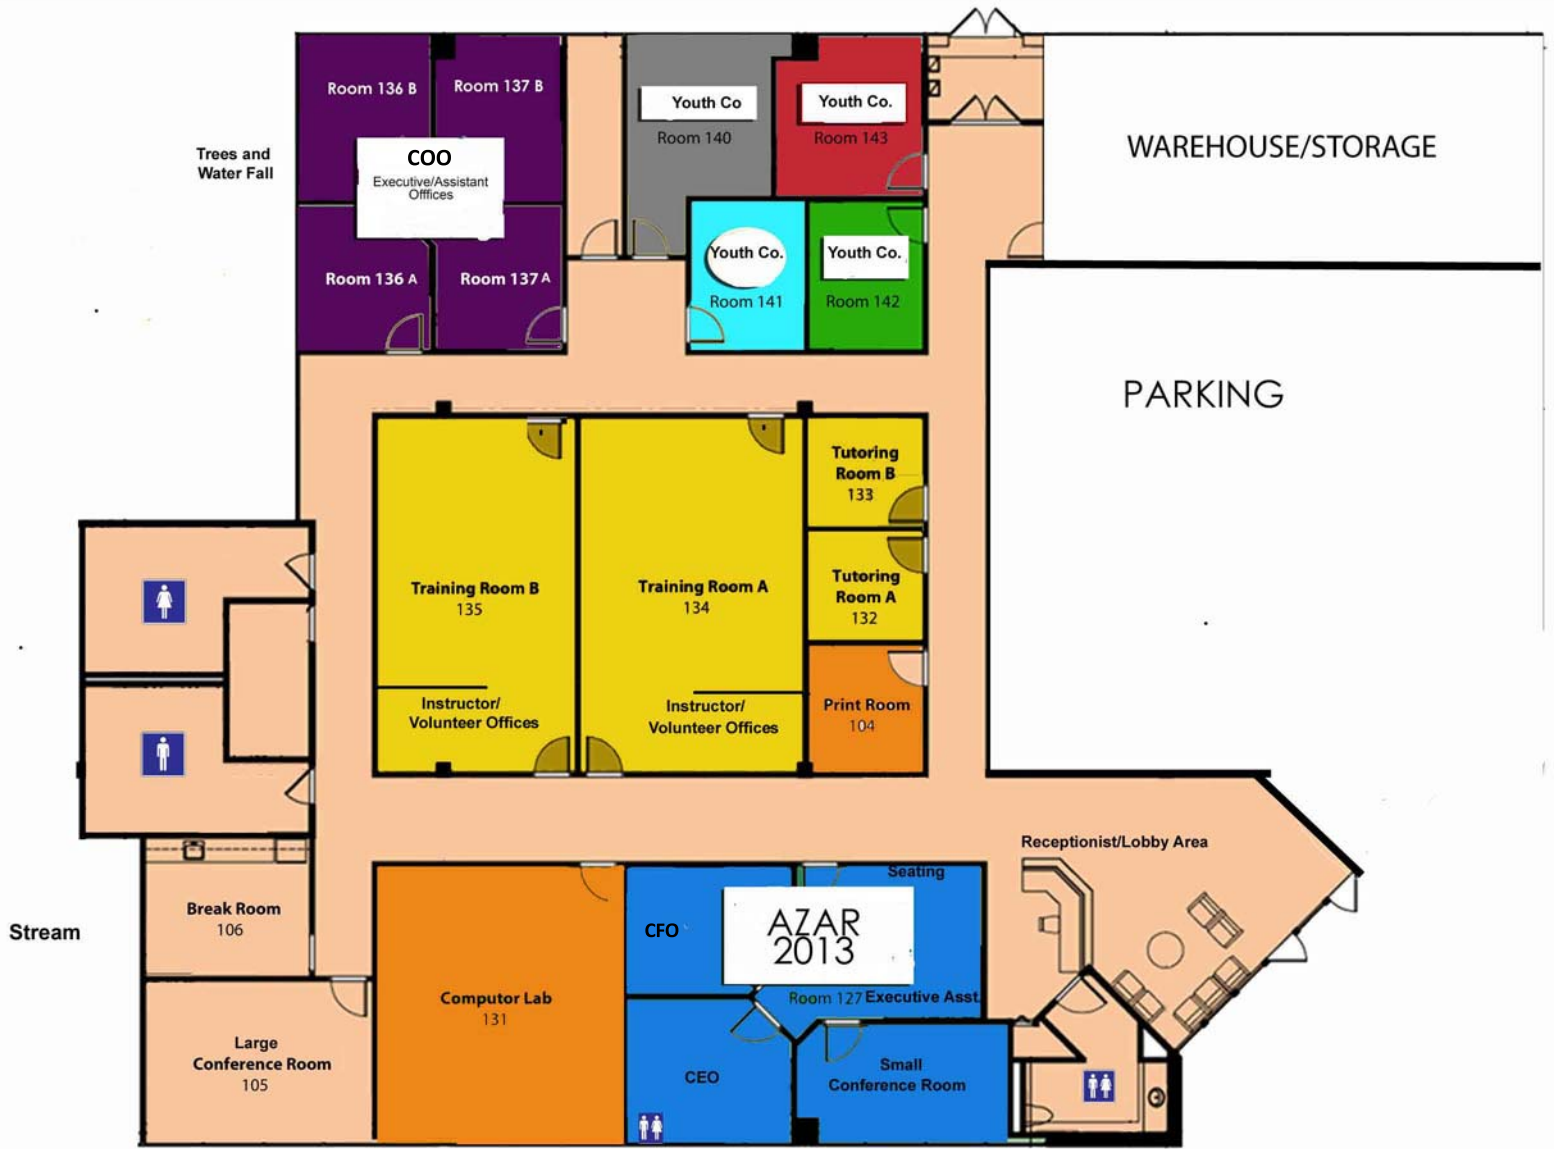 Room 136 B
Room 137 B
Youth Co
Room 140
Youth Co.
Room 143
WAREHOUSE/STORAGE
Trees and
Water Fall
COO
Executive/Assistant
Offfices
Room 136 A
Room 137 A
Youth Co.
Room 141
Youth Co.
Room 142
PARKING
Tutoring
Room B
133
Training Room B
135
Training Room A
134
Tutoring
Room A
132
Instructor/
Volunteer Offices
Instructor/
Volunteer Offices
Print Room
104
Receptionist/Lobby Area
Seating
Break Room
106
Stream
CFO
AZAR
2013
Room 127 Executive Asst.
Computor Lab
131
Large
Conference Room
105
CEO
Small
Conference Room